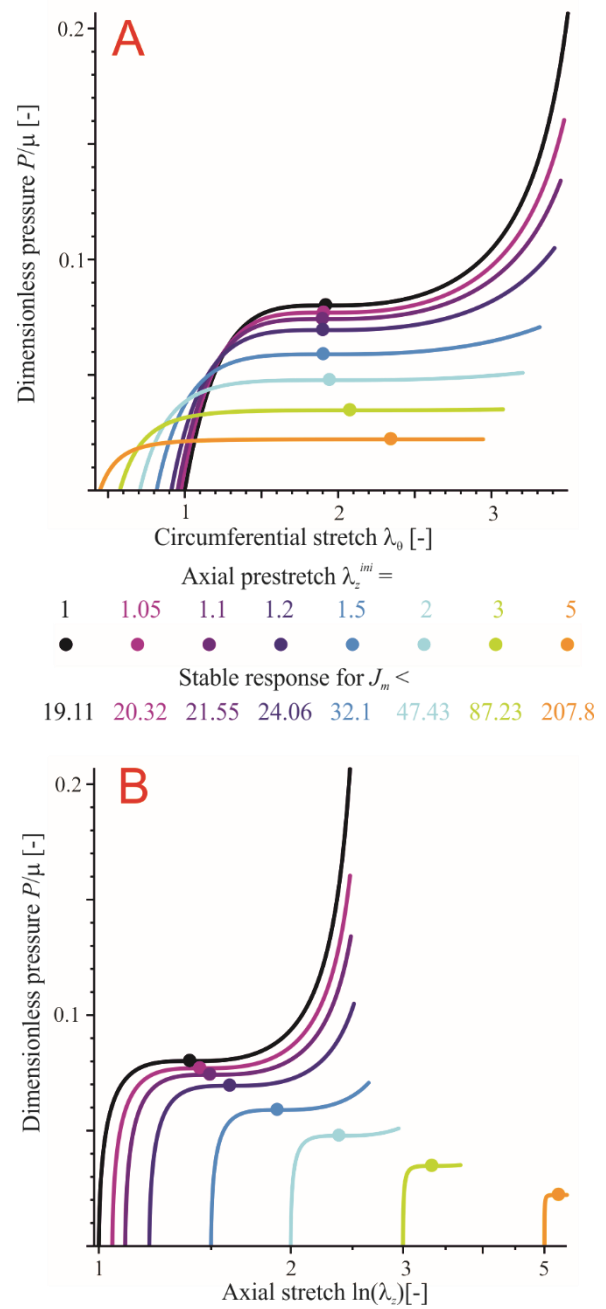 A
0.2
0.1
Dimensionless pressure P/μ [-]
1 2 3
Circumferential stretch λθ [-]
Axial prestretch λz^ini =
1 1.05 1.1 1.2 1.5 2 3 5
Stable response for Jm <
19.11 20.32 21.55 24.06 32.1 47.43 87.23 207.8
B
0.2
0.1
Dimensionless pressure P/μ [-]
1 2 3 5
Axial stretch ln(λz)[-]